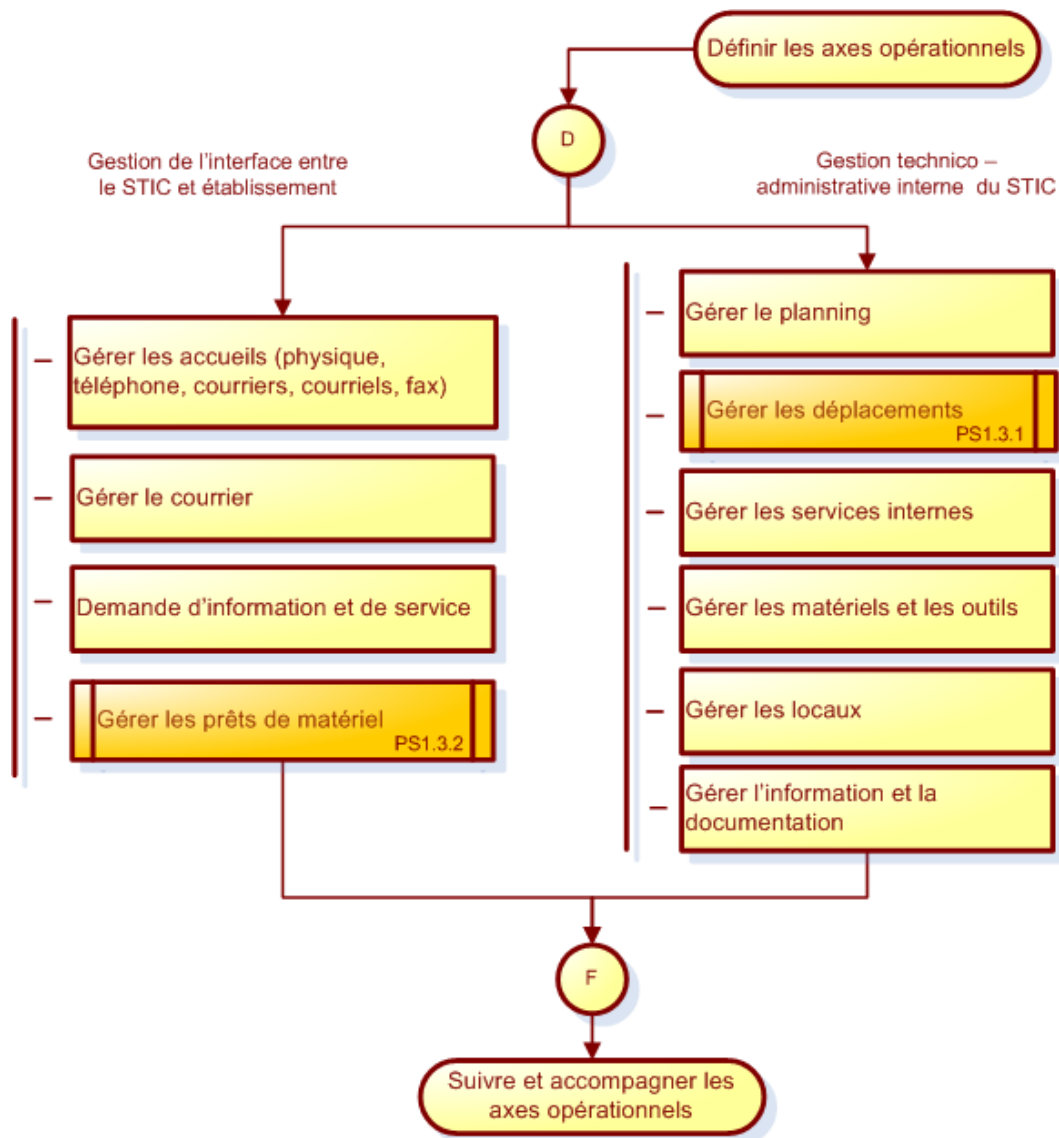 Définir les axes opérationnels
D
Gestion de l'interface entre
le STIC et établissement
Gestion technico –
administrative interne du STIC
Gérer les accueils (physique,
téléphone, courriers, courriels, fax)
Gérer le courrier
Demande d'information et de service
Gérer les prêts de matériel
PS1.3.2
Gérer le planning
Gérer les déplacements
PS1.3.1
Gérer les services internes
Gérer les matériels et les outils
Gérer les locaux
Gérer l'information et la
documentation
F
Suivre et accompagner les
axes opérationnels